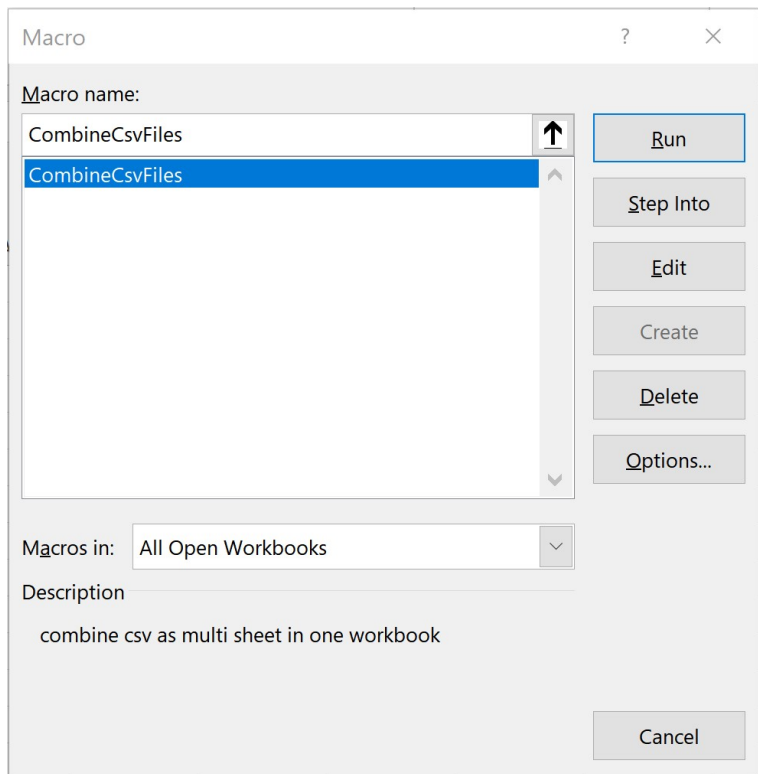 Macro
?
Macro name:
CombineCsvFiles
CombineCsvFiles
Run
Step Into
Edit
Create
Delete
Options...
Macros in:
All Open Workbooks
Description
combine csv as multi sheet in one workbook
Cancel